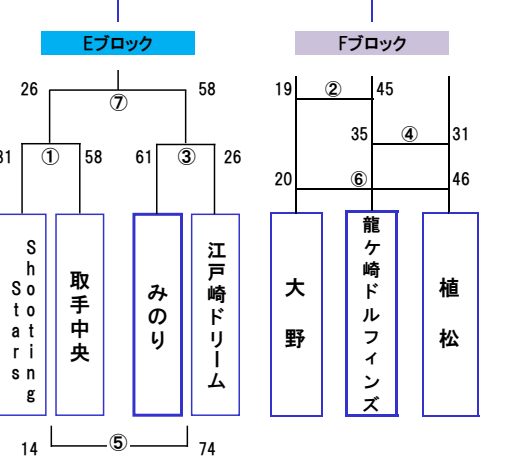 Eブロック Fブロック
26 58 19 ② 45
⑦
35 ④ 31
31 ① 58 61 ③ 26
20 ⑥ 46
Shooting Stars
取手中央
みのり
江戸崎ドリーム
大野
龍ケ崎ドルフィンズ
植松
14 ⑤ 74